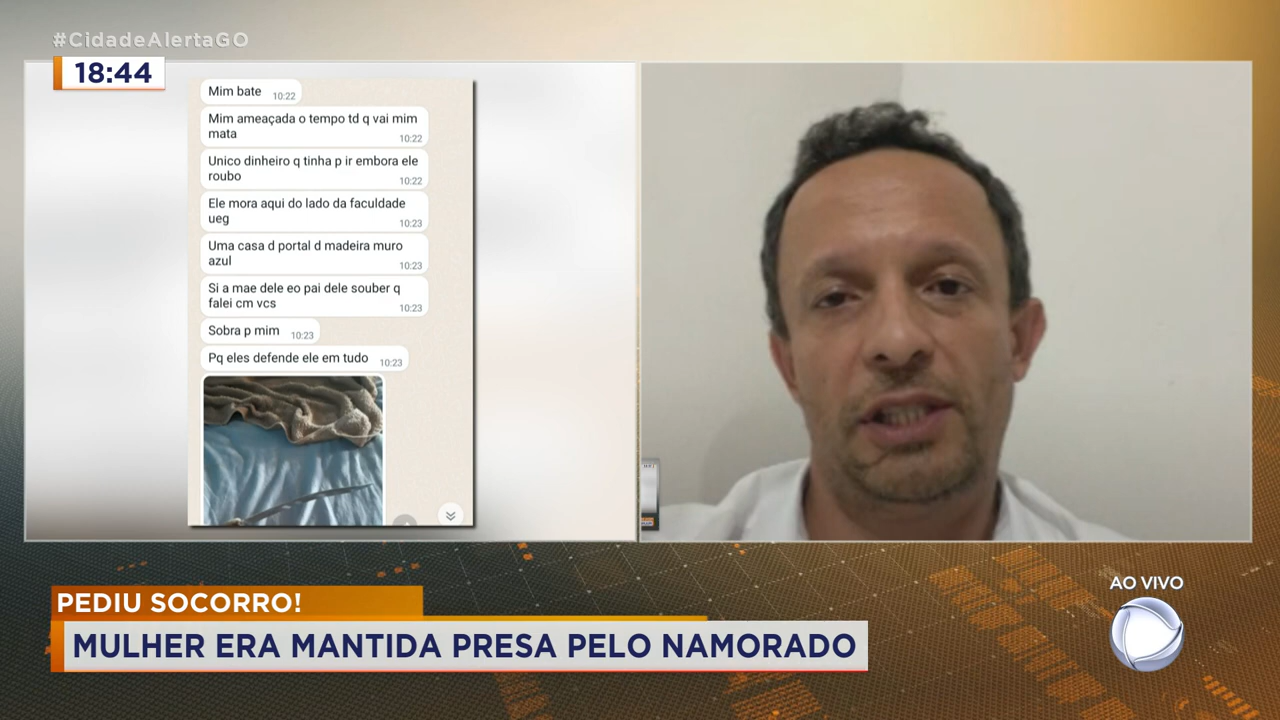 #CidadeAlertaGO
18:44
Mim bate
10:22
Mim ameaçada o tempo td q vai mim
mata
10:22
Unico dinheiro q tinha p ir embora ele
roubo
10:22
Ele mora aqui do lado da faculdade
ueg
10:23
Uma casa d portal d madeira muro
azul
10:23
Si a mae dele eo pai dele souber q
falei cm vcs
10:23
Sobra p mim
10:23
Pq eles defende ele em tudo
10:23
PEDIU SOCORRO!
MULHER ERA MANTIDA PRESA PELO NAMORADO
AO VIVO